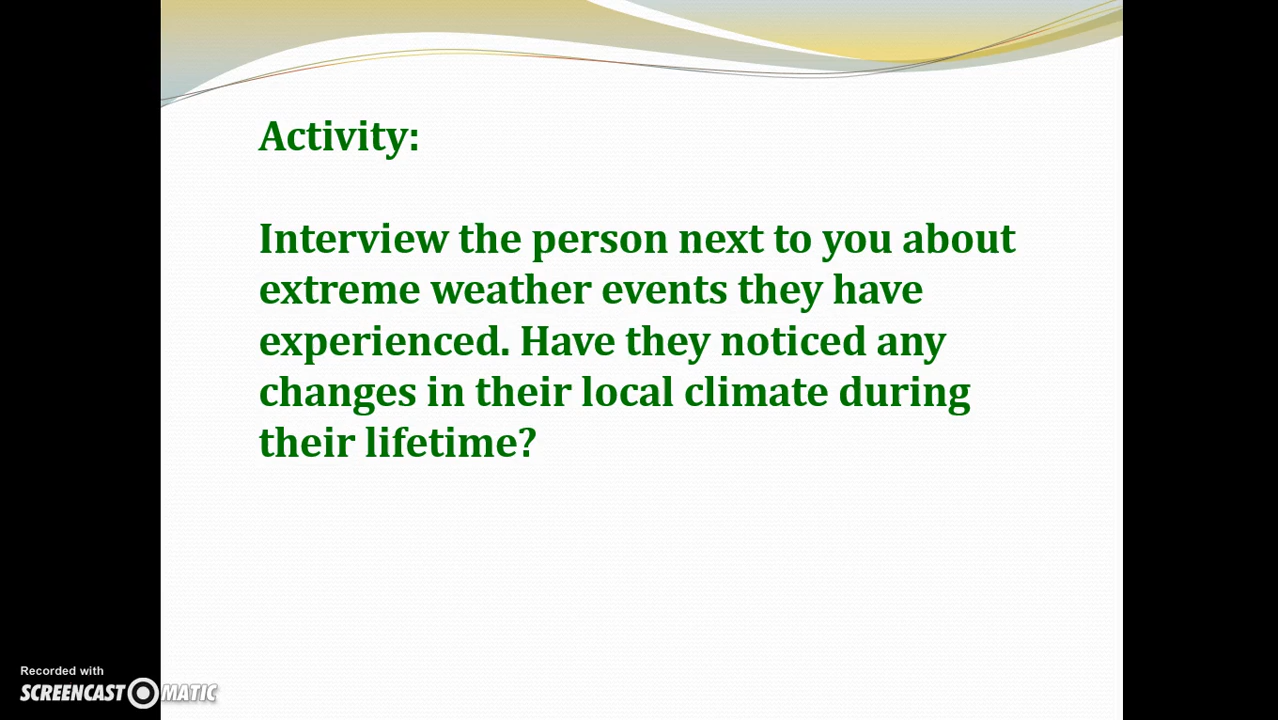 Activity:
Interview the person next to you about
extreme weather events they have
experienced. Have they noticed any
changes in their local climate during
their lifetime?
Recorded with
SCREENCAST MATIC